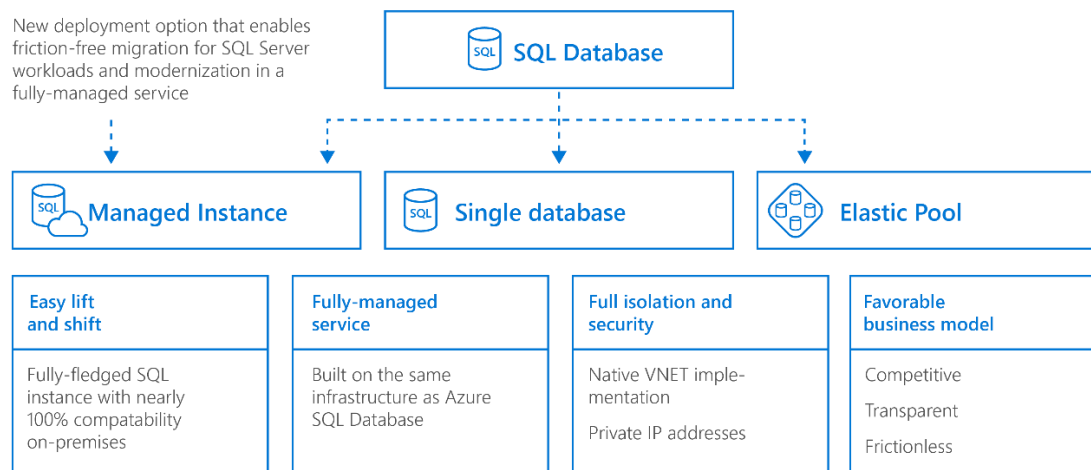 New deployment option that enables
friction-free migration for SQL Server
workloads and modernization in a
fully-managed service
SQL
SQL Database
SQL
Managed Instance
SQL
Single database
Elastic Pool
Easy lift
and shift
Fully-fledged SQL
instance with nearly
100% compatability
on-premises
Fully-managed
service
Built on the same
infrastructure as Azure
SQL Database
Full isolation and
security
Native VNET imple-
mentation
Private IP addresses
Favorable
business model
Competitive
Transparent
Frictionless